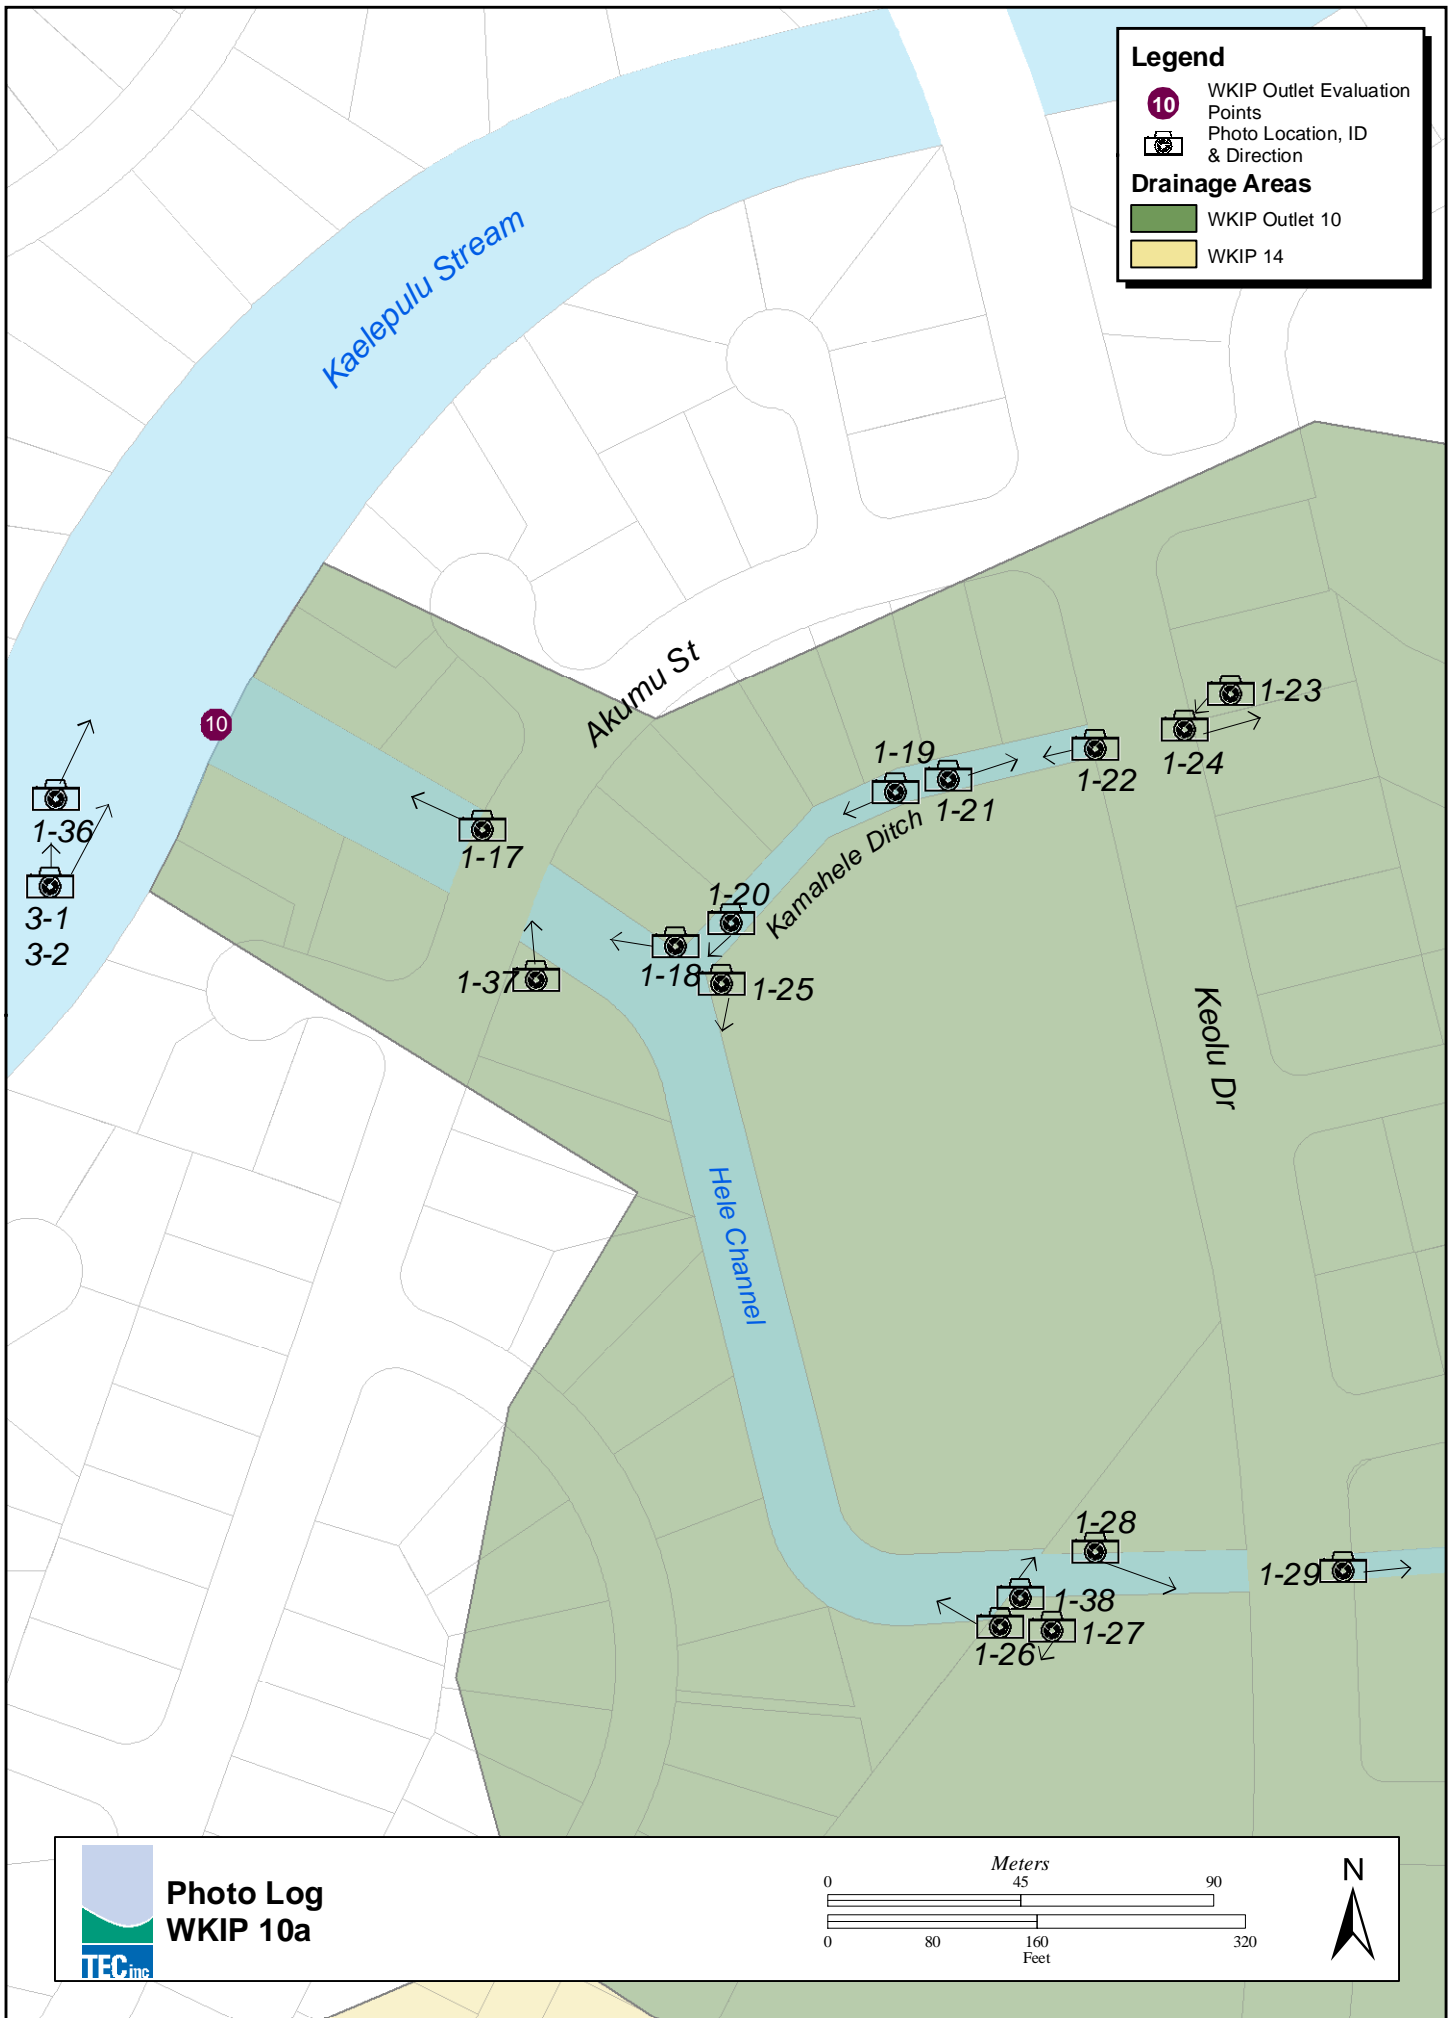 Legend
10
WKIP Outlet Evaluation
Points
Photo Location, ID
& Direction
Drainage Areas
WKIP Outlet 10
WKIP 14
Kaelepulu Stream
Akumu St
1-23
10
1-19
1-24
1-22
1-21
1-36
1-17
Kamahele Ditch
1-20
3-1
3-2
1-18
1-37
1-25
Keolu Dr
Hele Channel
1-28
1-29
1-38
1-27
1-26
TEC inc
Photo Log
WKIP 10a
Meters
0 45 90
0 80 160 320
Feet
N